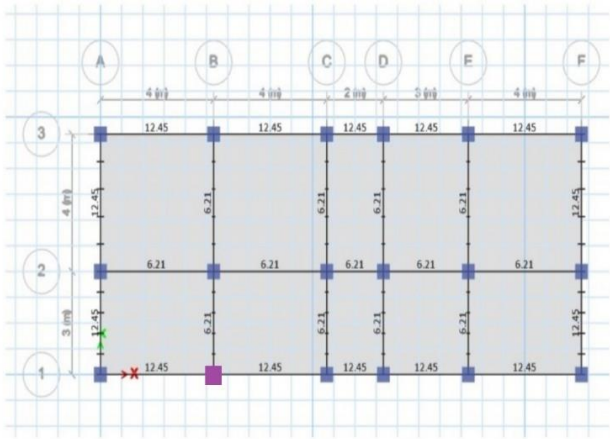 A B C D E F
4 (m) 4 (m) 2 (m) 3 (m) 4 (m)
3 12.45 12.45 12.45 12.45 12.45
4 (m) 12.45 6.21 6.21 6.21 6.21 12.45
2 6.21 6.21 6.21 6.21 6.21
3 (m) 12.45 6.21 6.21 6.21 6.21 12.45
1 X 12.45 12.45 12.45 12.45 12.45